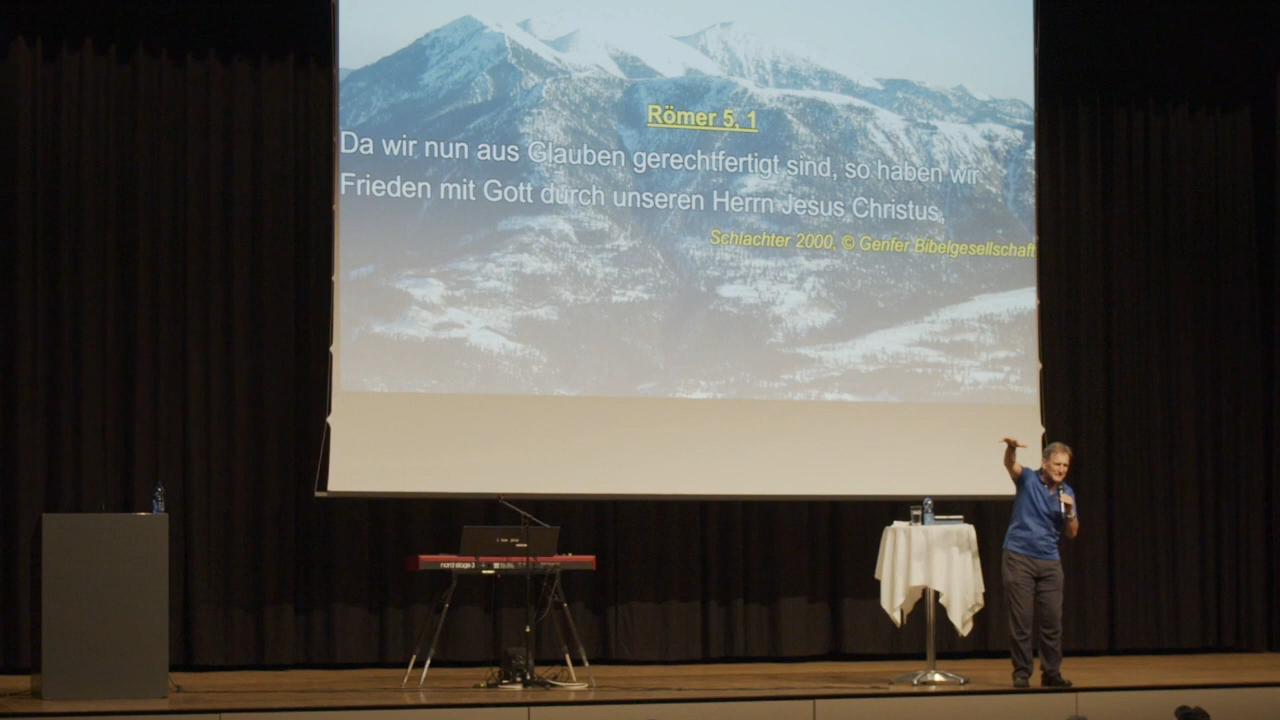 Römer 5, 1
Da wir nun aus Glauben gerechtfertigt sind, so haben wir
Frieden mit Gott durch unseren Herrn Jesus Christus,
Schlachter 2000, © Genfer Bibelgesellschaft
nord stage 3